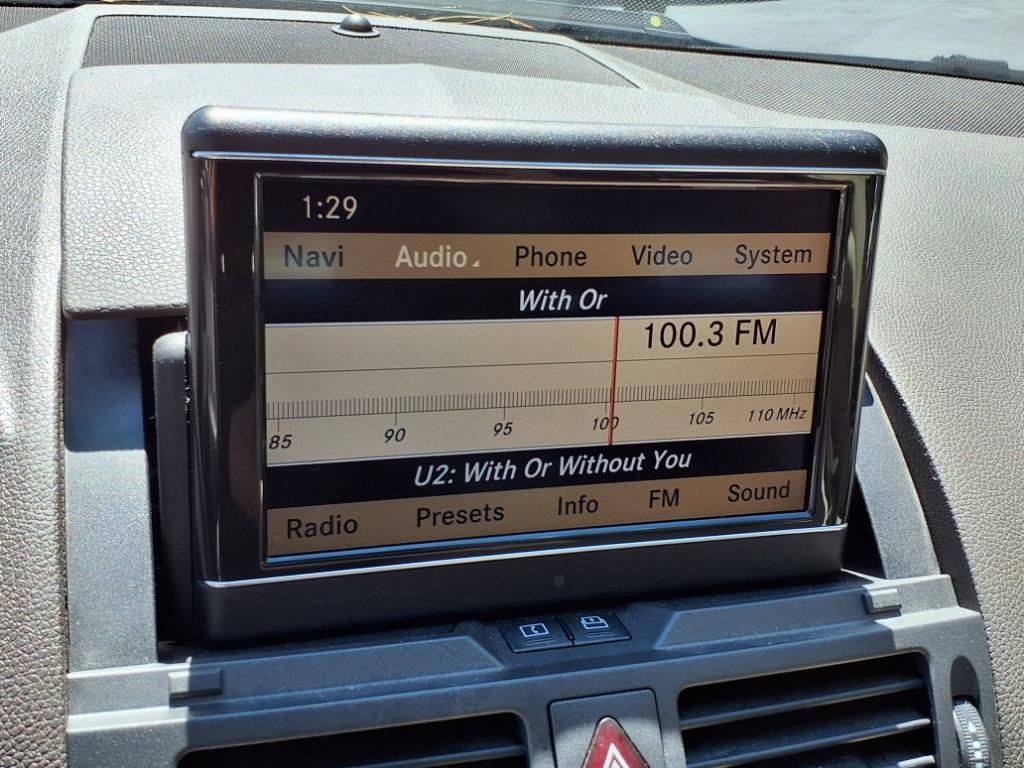 1:29
Navi Audio Phone Video System
With Or
100.3 FM
85 90 95 100 105 110 MHz
U2: With Or Without You
Radio Presets Info FM Sound